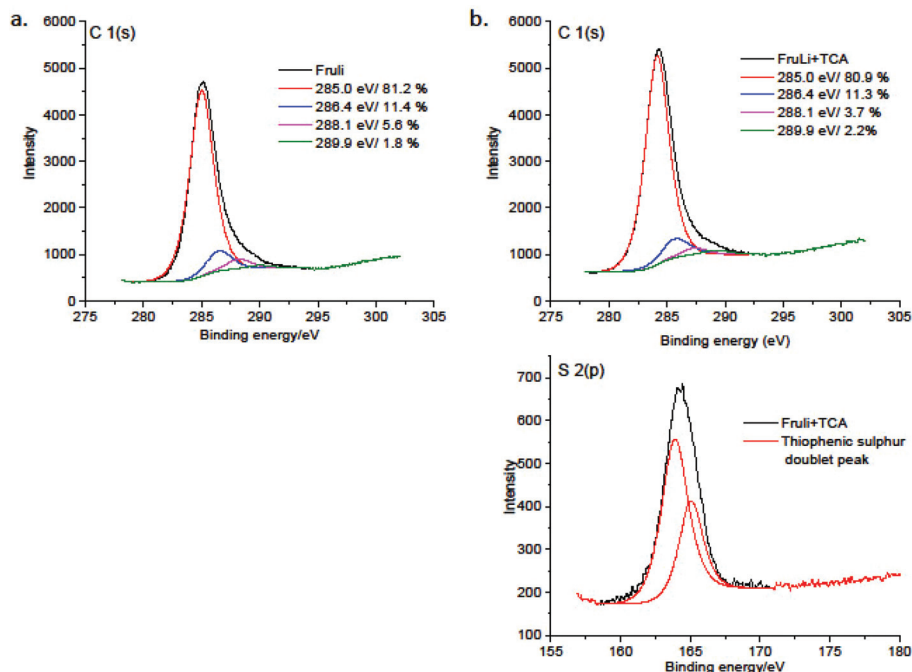 a.
C 1(s)
Fruli
285.0 eV/ 81.2 %
286.4 eV/ 11.4 %
288.1 eV/ 5.6 %
289.9 eV/ 1.8 %
Intensity
6000
5000
4000
3000
2000
1000
0
275 280 285 290 295 300 305
Binding energy/eV
b.
C 1(s)
FruLi+TCA
285.0 eV/ 80.9 %
286.4 eV/ 11.3 %
288.1 eV/ 3.7 %
289.9 eV/ 2.2%
Intensity
6000
5000
4000
3000
2000
1000
0
275 280 285 290 295 300 305
Binding energy (eV)
S 2(p)
Fruli+TCA
Thiophenic sulphur
doublet peak
Intensity
700
600
500
400
300
200
100
155 160 165 170 175 180
Binding energy/eV